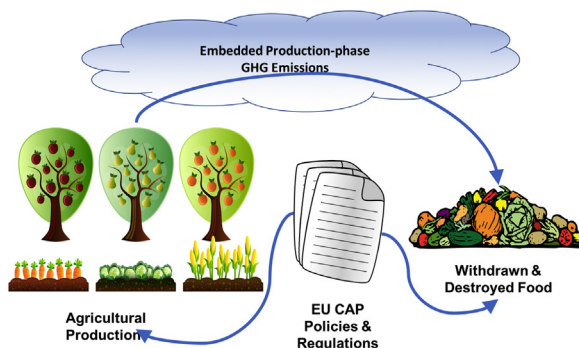 Embedded Production-phase
GHG Emissions
Agricultural
Production
EU CAP
Policies &
Regulations
Withdrawn &
Destroyed Food